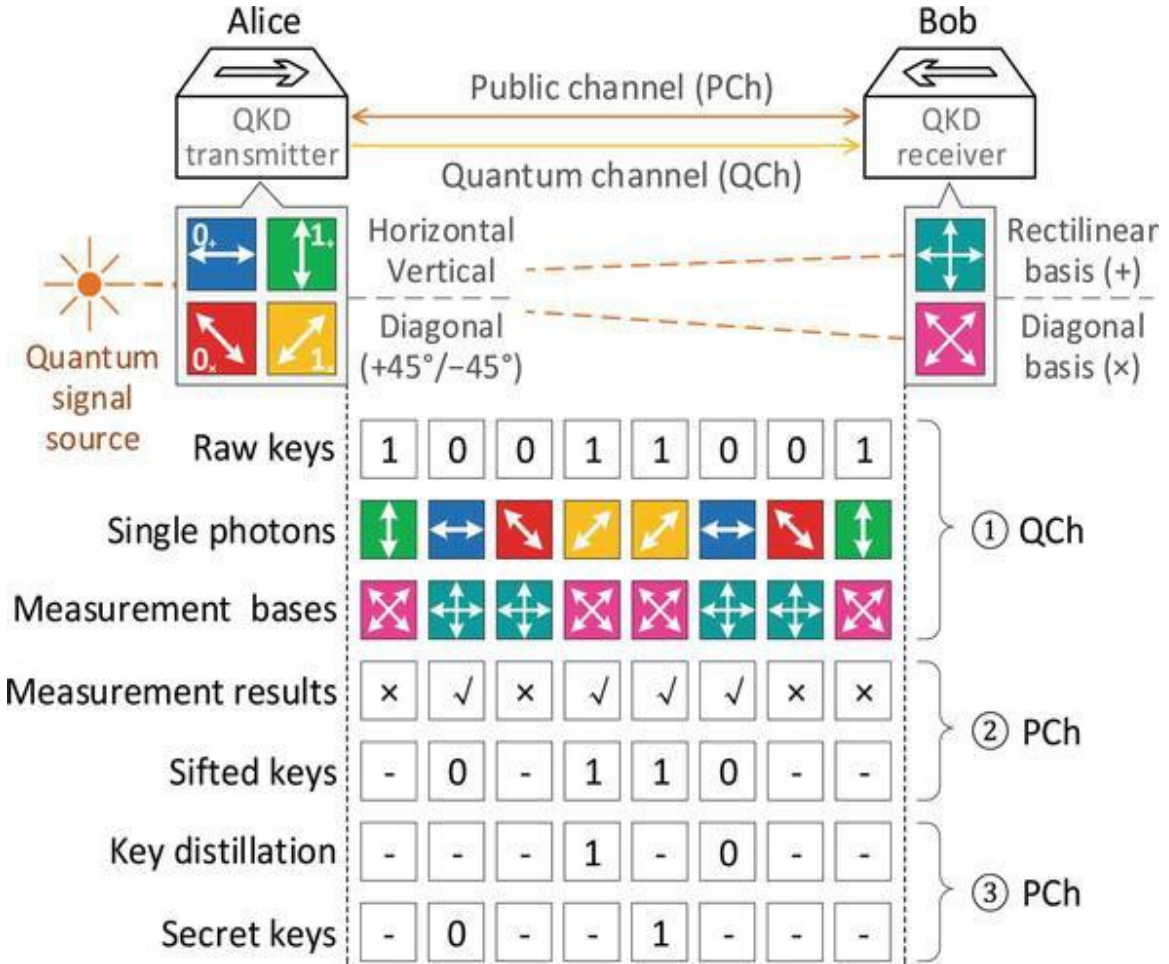 Alice
Bob
Public channel (PCh)
QKD
transmitter
QKD
receiver
Quantum channel (QCh)
0+
1+
0×
1×
Horizontal
Vertical
Diagonal
(+45°/−45°)
Rectilinear
basis (+)
Diagonal
basis (×)
Quantum
signal
source
Raw keys 1 0 0 1 1 0 0 1
Single photons
① QCh
Measurement bases
Measurement results × √ × √ √ √ × ×
② PCh
Sifted keys - 0 - 1 1 0 - -
Key distillation - - - 1 - 0 - -
③ PCh
Secret keys - 0 - - 1 - - -